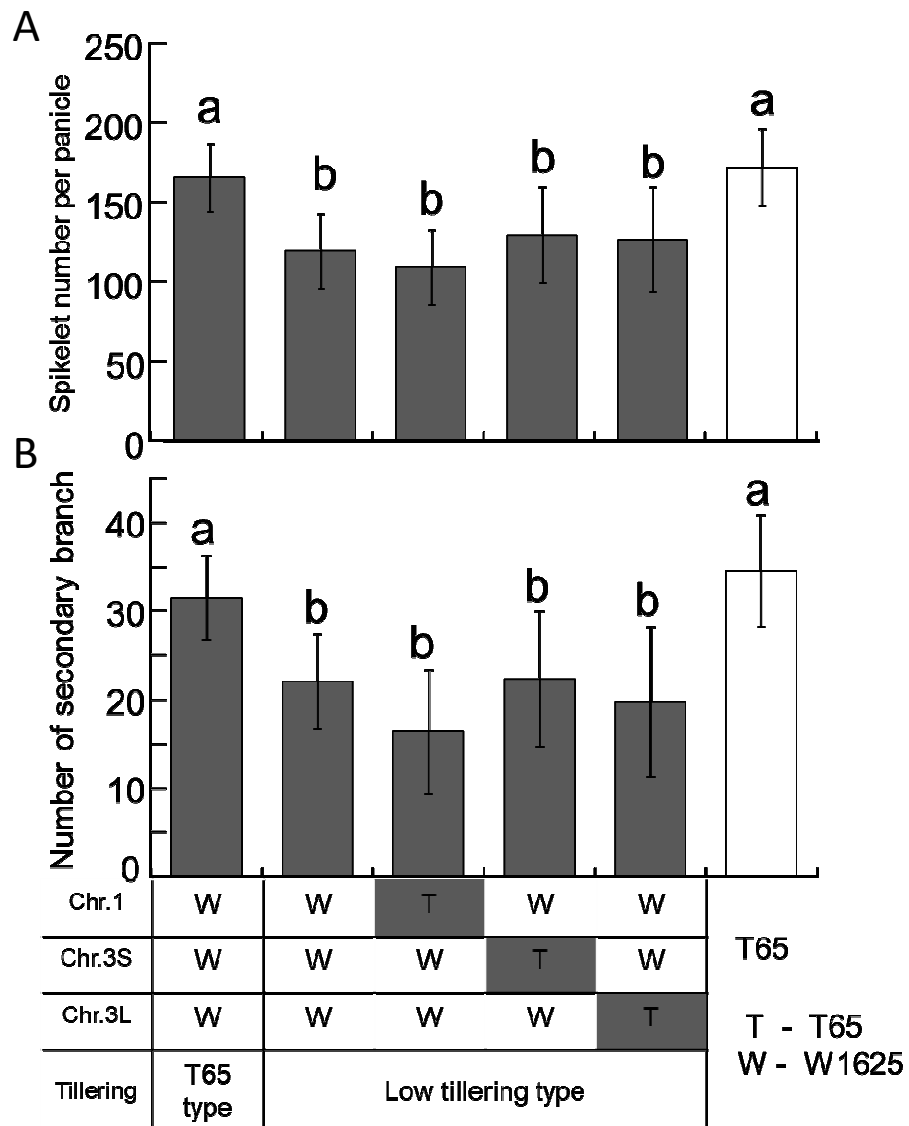 A
Spikelet number per panicle
250
200
150
100
50
0
a
b
b
b
b
a
B
Number of secondary branch
40
30
20
10
0
a
b
b
b
b
a
Chr.1 W W T W W
Chr.3S W W W T W
Chr.3L W W W W T
Tillering T65 type Low tillering type
T65
T - T65
W - W1625